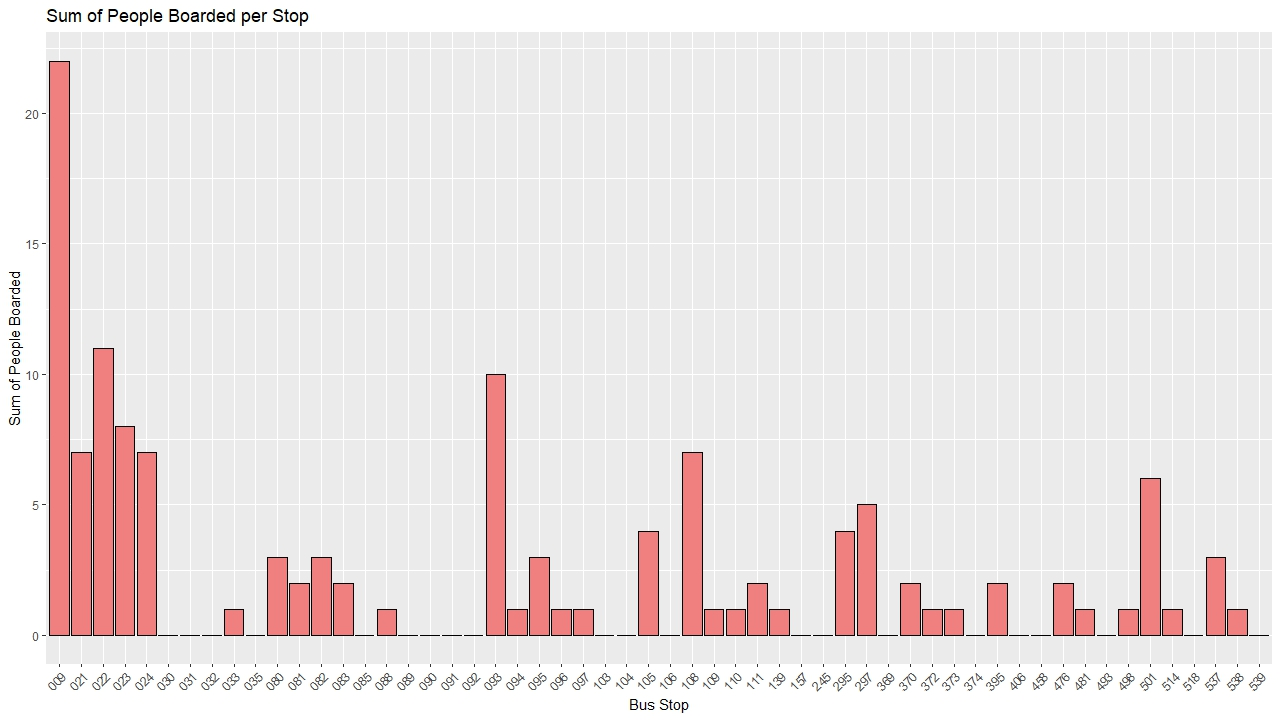 Sum of People Boarded per Stop
Sum of People Boarded
20
15
10
5
0
009 021 022 023 024 030 031 032 033 035 080 081 082 083 085 088 089 090 091 092 093 094 095 096 097 103 104 105 106 108 109 110 111 139 157 245 295 297 369 370 372 373 374 395 406 458 476 481 493 498 501 514 518 537 538 539
Bus Stop